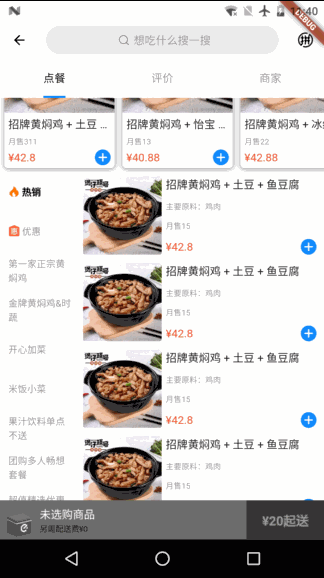 12:40
DEBUG
想吃什么搜一搜
拼
点餐
评价
商家
招牌黄焖鸡 + 土豆 ...
月售311
¥42.8
招牌黄焖鸡 + 怡宝 ...
月售13
¥40.88
招牌黄焖鸡 + 冰
月售22
¥42.88
热销
优惠
第一家正宗黄
焖鸡
金牌黄焖鸡&时
蔬
开心加菜
米饭小菜
果汁饮料单点
不送
团购多人畅想
套餐
招牌黄焖鸡 + 土豆 + 鱼豆腐
主要原料：鸡肉
月售15
¥42.8
招牌黄焖鸡 + 土豆 + 鱼豆腐
主要原料：鸡肉
月售15
¥42.8
招牌黄焖鸡 + 土豆 + 鱼豆腐
主要原料：鸡肉
月售15
¥42.8
招牌黄焖鸡 + 土豆 + 鱼豆腐
主要原料：鸡肉
月售15
未选购商品
另需配送费¥0
¥20起送